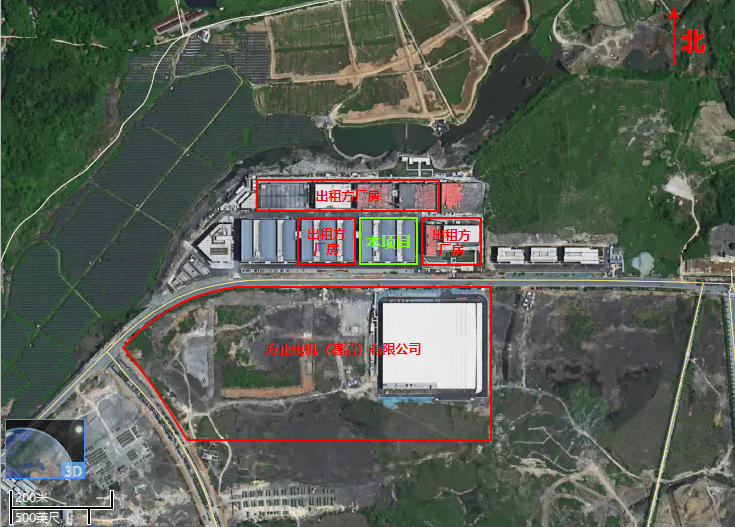 北
出租方厂房
出租方
厂房
本项目
出租方
厂房
方正电机（德清）有限公司
3D
200米
500英尺